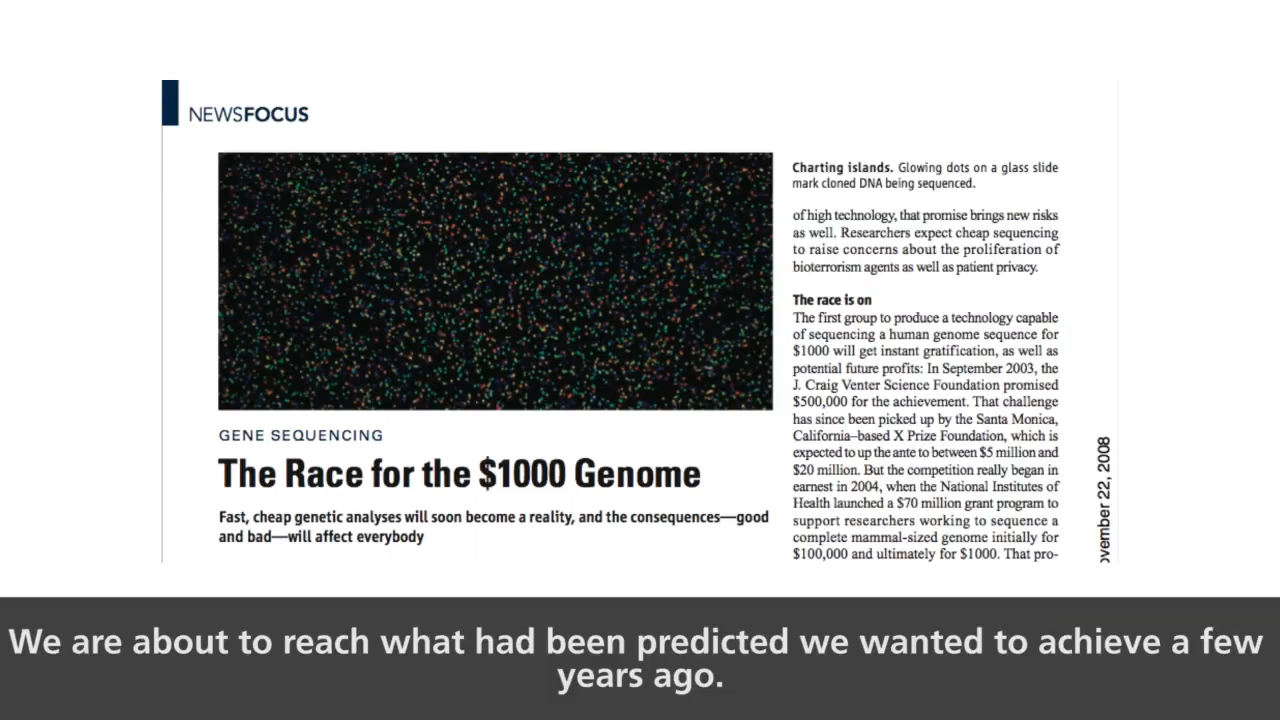 NEWSFOCUS
GENE SEQUENCING
The Race for the $1000 Genome
Fast, cheap genetic analyses will soon become a reality, and the consequences—good
and bad—will affect everybody
Charting islands. Glowing dots on a glass slide
mark cloned DNA being sequenced.
of high technology, that promise brings new risks
as well. Researchers expect cheap sequencing
to raise concerns about the proliferation of
bioterrorism agents as well as patient privacy.
The race is on
The first group to produce a technology capable
of sequencing a human genome sequence for
$1000 will get instant gratification, as well as
potential future profits: In September 2003, the
J. Craig Venter Science Foundation promised
$500,000 for the achievement. That challenge
has since been picked up by the Santa Monica,
California–based X Prize Foundation, which is
expected to up the ante to between $5 million and
$20 million. But the competition really began in
earnest in 2004, when the National Institutes of
Health launched a $70 million grant program to
support researchers working to sequence a
complete mammal-sized genome initially for
$100,000 and ultimately for $1000. That pro-
ovember 22, 2008
We are about to reach what had been predicted we wanted to achieve a few
years ago.